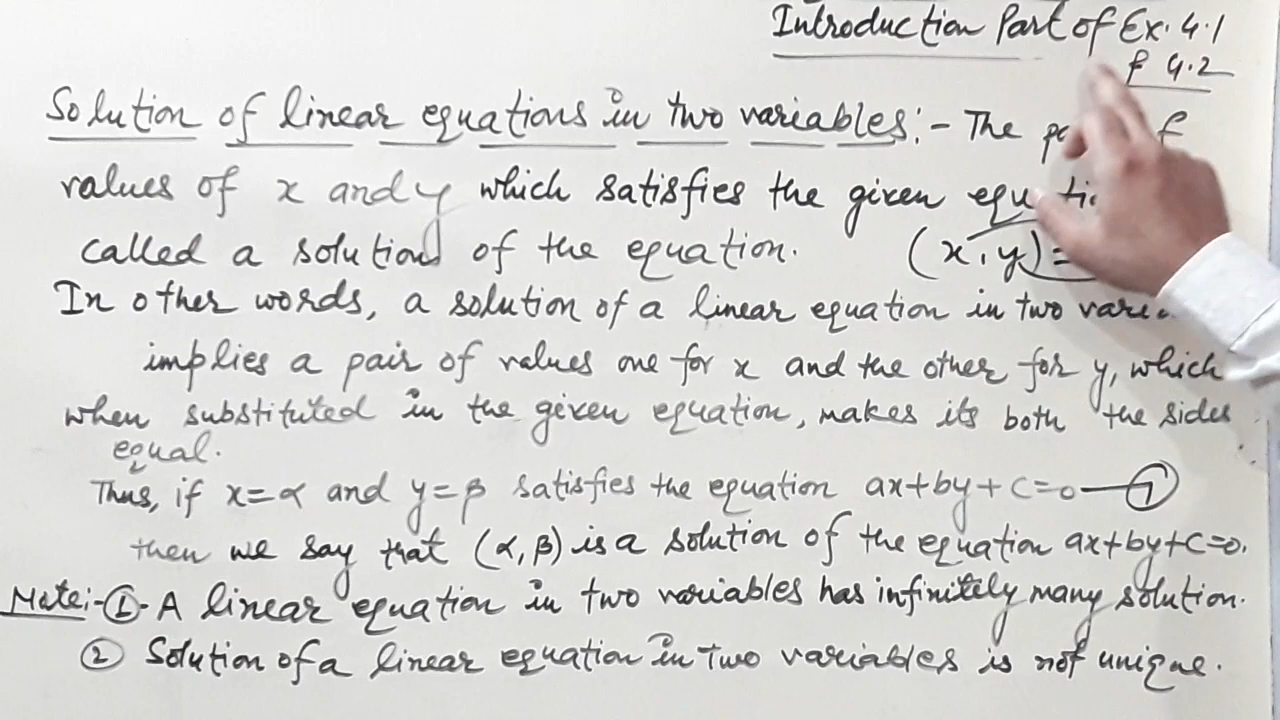 Introduction Part of Ex. 4.1
& 4.2
Solution of linear equations in two variables:- The
values of x and y which satisfies the given
called a solution of the equation. (x, y) =
In other words, a solution of a linear equation in two
implies a pair of values one for x and the other for y, which
when substituted in the given equation, makes its both the sides
equal.
Thus, if x=α and y=β satisfies the equation ax+by+c=0 — ①
then we say that (α, β) is a solution of the equation ax+by+c=0.
Note:- ①- A linear equation in two variables has infinitely many solution.
② Solution of a linear equation in two variables is not unique.